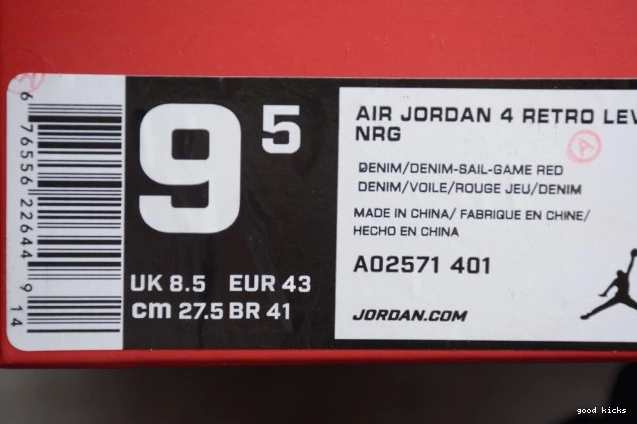 9 5
UK 8.5 EUR 43
cm 27.5 BR 41
AIR JORDAN 4 RETRO LEV
NRG
DENIM/DENIM-SAIL-GAME RED
DENIM/VOILE/ROUGE JEU/DENIM
MADE IN CHINA/ FABRIQUE EN CHINE/
HECHO EN CHINA
AO2571 401
JORDAN.COM
6 76556 22644 9 14
A
good kicks